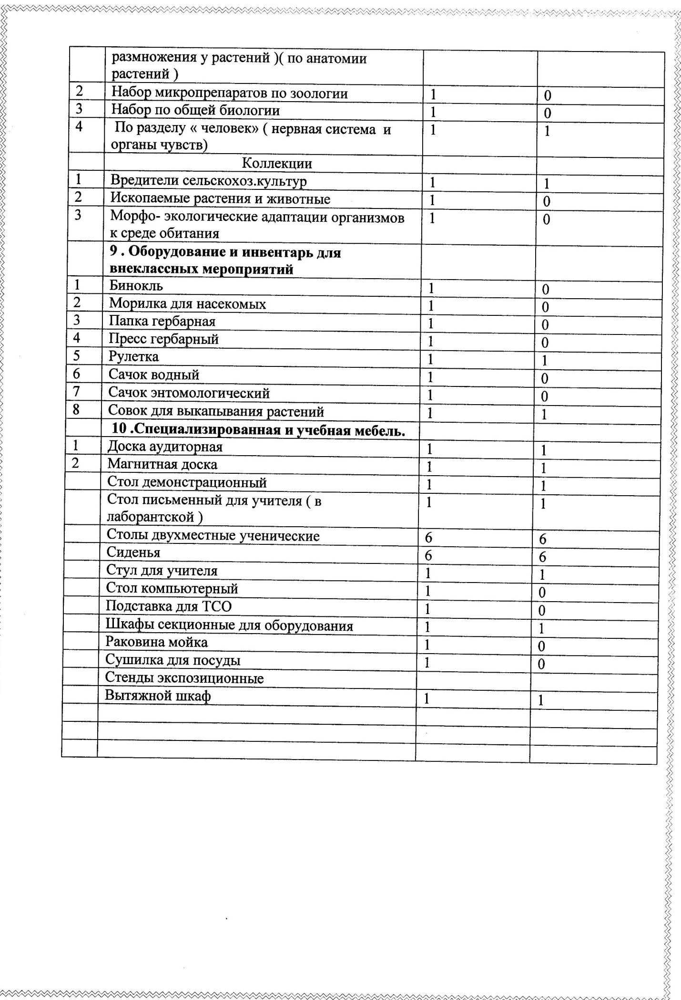 размножения у растений )( по анатомии
растений )
2 Набор микропрепаратов по зоологии 1 0
3 Набор по общей биологии 1 0
4 По разделу « человек» ( нервная система и 1 1
органы чувств)
Коллекции
1 Вредители сельскохоз.культур 1 1
2 Ископаемые растения и животные 1 0
3 Морфо- экологические адаптации организмов 1 0
к среде обитания
9 . Оборудование и инвентарь для
внеклассных мероприятий
1 Бинокль 1 0
2 Морилка для насекомых 1 0
3 Папка гербарная 1 0
4 Пресс гербарный 1 0
5 Рулетка 1 1
6 Сачок водный 1 0
7 Сачок энтомологический 1 0
8 Совок для выкапывания растений 1 1
10 .Специализированная и учебная мебель.
1 Доска аудиторная 1 1
2 Магнитная доска 1 1
Стол демонстрационный 1 1
Стол письменный для учителя ( в 1 1
лаборантской )
Столы двухместные ученические 6 6
Сиденья 6 6
Стул для учителя 1 1
Стол компьютерный 1 0
Подставка для ТСО 1 0
Шкафы секционные для оборудования 1 1
Раковина мойка 1 0
Сушилка для посуды 1 0
Стенды экспозиционные
Вытяжной шкаф 1 1